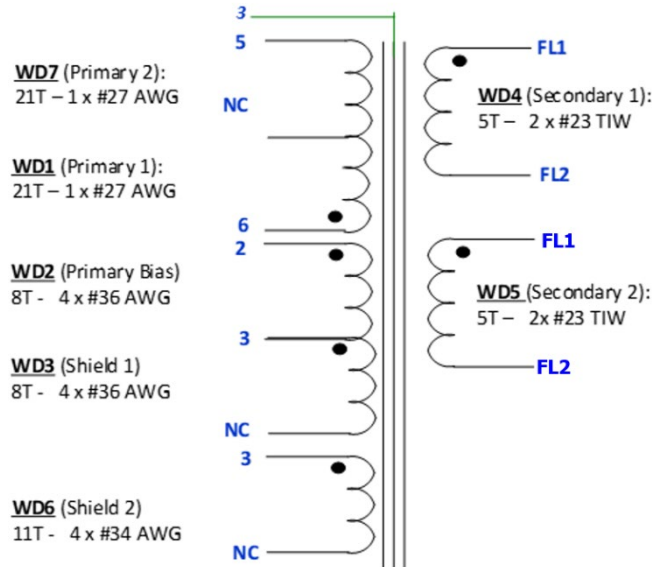 3
5
WD7 (Primary 2):
21T – 1 x #27 AWG
NC
WD1 (Primary 1):
21T – 1 x #27 AWG
6
2
WD2 (Primary Bias)
8T -   4 x #36 AWG
3
WD3 (Shield 1)
8T -   4 x #36 AWG
NC
3
WD6 (Shield 2)
11T -   4 x #34 AWG
NC
FL1
WD4 (Secondary 1):
5T –   2 x #23 TIW
FL2
FL1
WD5 (Secondary 2):
5T –   2x #23 TIW
FL2